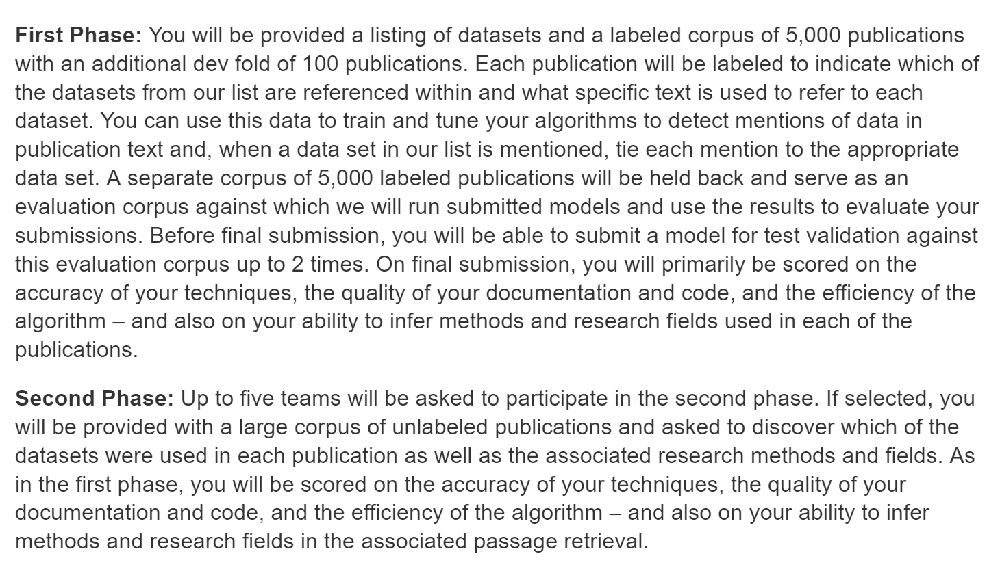 First Phase: You will be provided a listing of datasets and a labeled corpus of 5,000 publications
with an additional dev fold of 100 publications. Each publication will be labeled to indicate which of
the datasets from our list are referenced within and what specific text is used to refer to each
dataset. You can use this data to train and tune your algorithms to detect mentions of data in
publication text and, when a data set in our list is mentioned, tie each mention to the appropriate
data set. A separate corpus of 5,000 labeled publications will be held back and serve as an
evaluation corpus against which we will run submitted models and use the results to evaluate your
submissions. Before final submission, you will be able to submit a model for test validation against
this evaluation corpus up to 2 times. On final submission, you will primarily be scored on the
accuracy of your techniques, the quality of your documentation and code, and the efficiency of the
algorithm – and also on your ability to infer methods and research fields used in each of the
publications.
Second Phase: Up to five teams will be asked to participate in the second phase. If selected, you
will be provided with a large corpus of unlabeled publications and asked to discover which of the
datasets were used in each publication as well as the associated research methods and fields. As
in the first phase, you will be scored on the accuracy of your techniques, the quality of your
documentation and code, and the efficiency of the algorithm – and also on your ability to infer
methods and research fields in the associated passage retrieval.